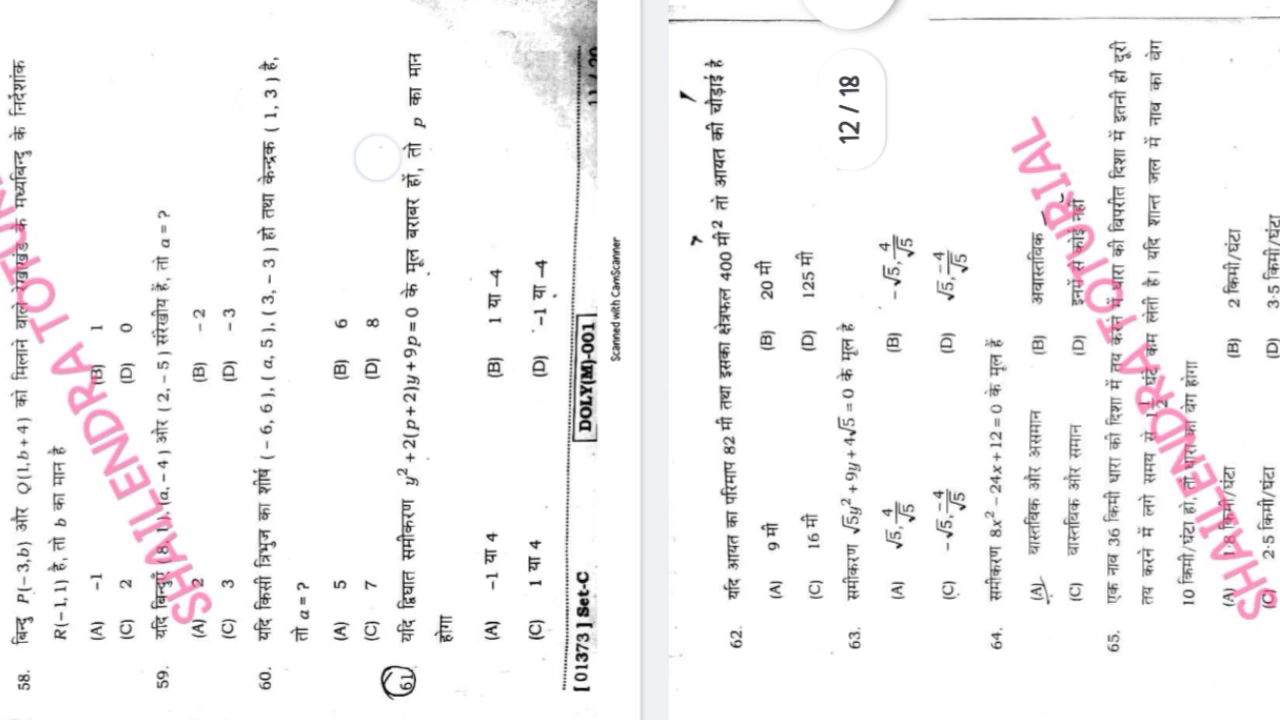 58. बिन्दु P(-3,b) और Q(1,b+4) को मिलाने वाले रेखाखंड के मध्यबिन्दु के निर्देशांक
R(-1,1) है, तो b का मान है
(A) -1 (B) 1
(C) 2 (D) 0
59. यदि बिन्दुएँ (8,1), (a,-4) और (2,-5) संरेखीय हैं, तो a = ?
(A) 2 (B) -2
(C) 3 (D) -3
60. यदि किसी त्रिभुज का शीर्ष (-6,6), (a,5), (3,-3) हो तथा केन्द्रक (1,3) है,
तो a = ?
(A) 5 (B) 6
(C) 7 (D) 8
61. यदि द्विघात समीकरण y² + 2(p+2)y + 9p = 0 के मूल बराबर हों, तो p का मान
होगा
(A) -1 या 4 (B) 1 या -4
(C) 1 या 4 (D) -1 या -4
[ 01373 ] Set-C DOLY(M)-001
Scanned with CamScanner
12 / 18
62. यदि आयत का परिमाप 82 मी तथा इसका क्षेत्रफल 400 मी² तो आयत की चौड़ाई है
(A) 9 मी (B) 20 मी
(C) 16 मी (D) 125 मी
63. समीकरण √5y² + 9y + 4√5 = 0 के मूल है
(A) √5, 4/√5 (B) -√5, 4/√5
(C) -√5, -4/√5 (D) √5, -4/√5
64. समीकरण 8x² - 24x + 12 = 0 के मूल हैं
(A) वास्तविक और असमान (B) अवास्तविक
(C) वास्तविक और समान (D) इनमें से कोई नहीं
65. एक नाव 36 किमी धारा की दिशा में तय करने में धारा की विपरीत दिशा में इतनी ही दूरी
तय करने में लगे समय से 1 1/2 घंटे कम लेती है। यदि शान्त जल में नाव का वेग
10 किमी/घंटा हो, तो धारा का वेग होगा
(A) 1·8 किमी/घंटा (B) 2 किमी/घंटा
(C) 2·5 किमी/घंटा (D) 3·5 किमी/घंटा
SHAILENDRA TOTURIAL